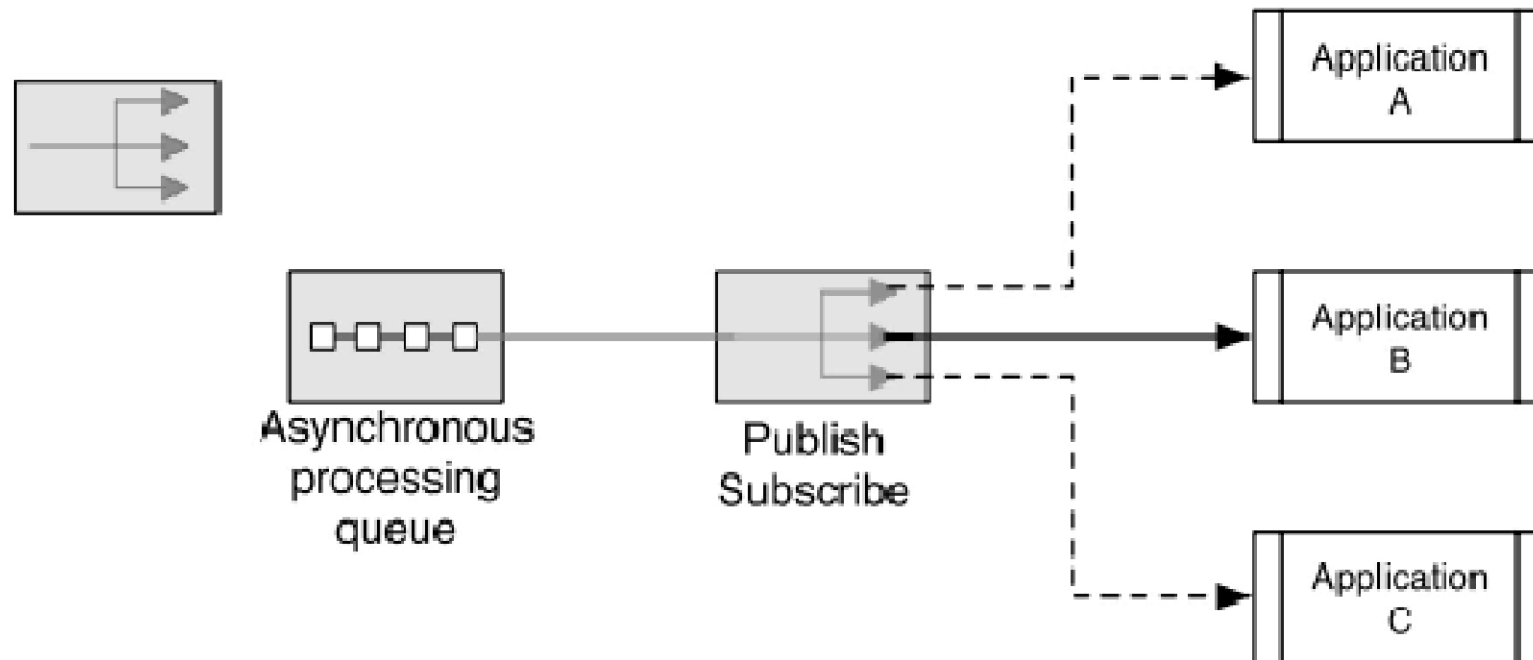 Application
A
Application
B
Asynchronous
processing
queue
Publish
Subscribe
Application
C